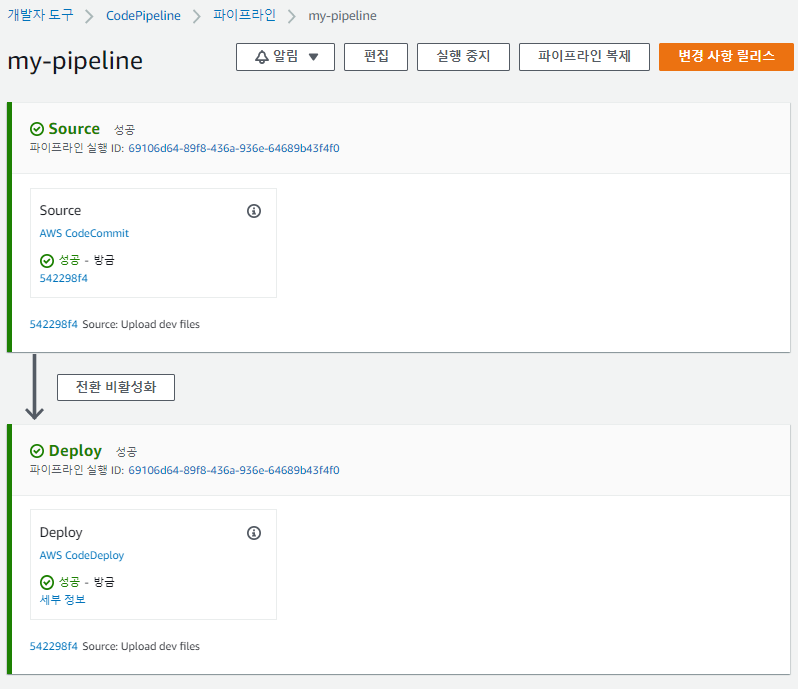 개발자 도구 > CodePipeline > 파이프라인 > my-pipeline
my-pipeline 알림 ▼ 편집 실행 중지 파이프라인 복제 변경 사항 릴리스
Source 성공
파이프라인 실행 ID: 69106d64-89f8-436a-936e-64689b43f4f0
Source
AWS CodeCommit
성공 - 방금
542298f4
542298f4 Source: Upload dev files
전환 비활성화
Deploy 성공
파이프라인 실행 ID: 69106d64-89f8-436a-936e-64689b43f4f0
Deploy
AWS CodeDeploy
성공 - 방금
세부 정보
542298f4 Source: Upload dev files